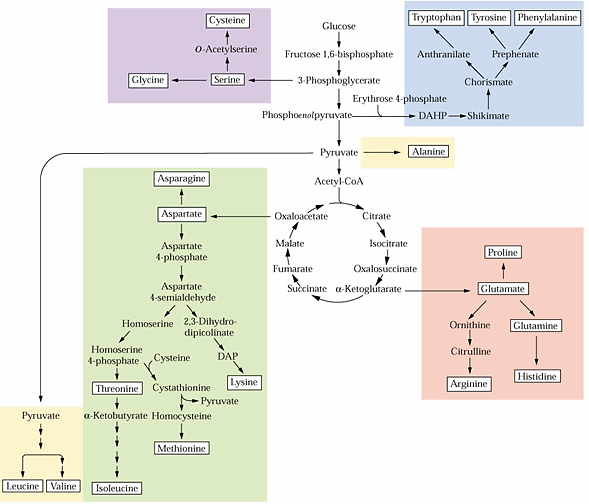 Cysteine
O-Acetylserine
Glycine
Serine
Glucose
Fructose 1,6-bisphosphate
3-Phosphoglycerate
Phosphoenolpyruvate
Erythrose 4-phosphate
DAHP
Shikimate
Chorismate
Anthranilate
Prephenate
Tryptophan
Tyrosine
Phenylalanine
Pyruvate
Alanine
Acetyl-CoA
Oxaloacetate
Citrate
Malate
Isocitrate
Fumarate
Oxalosuccinate
Succinate
α-Ketoglutarate
Asparagine
Aspartate
Aspartate
4-phosphate
Aspartate
4-semialdehyde
Homoserine
2,3-Dihydro-
dipicolinate
Homoserine
4-phosphate
Cysteine
DAP
Threonine
Cystathionine
Lysine
Pyruvate
α-Ketobutyrate
Homocysteine
Methionine
Isoleucine
Proline
Glutamate
Ornithine
Glutamine
Citrulline
Arginine
Histidine
Pyruvate
Leucine
Valine